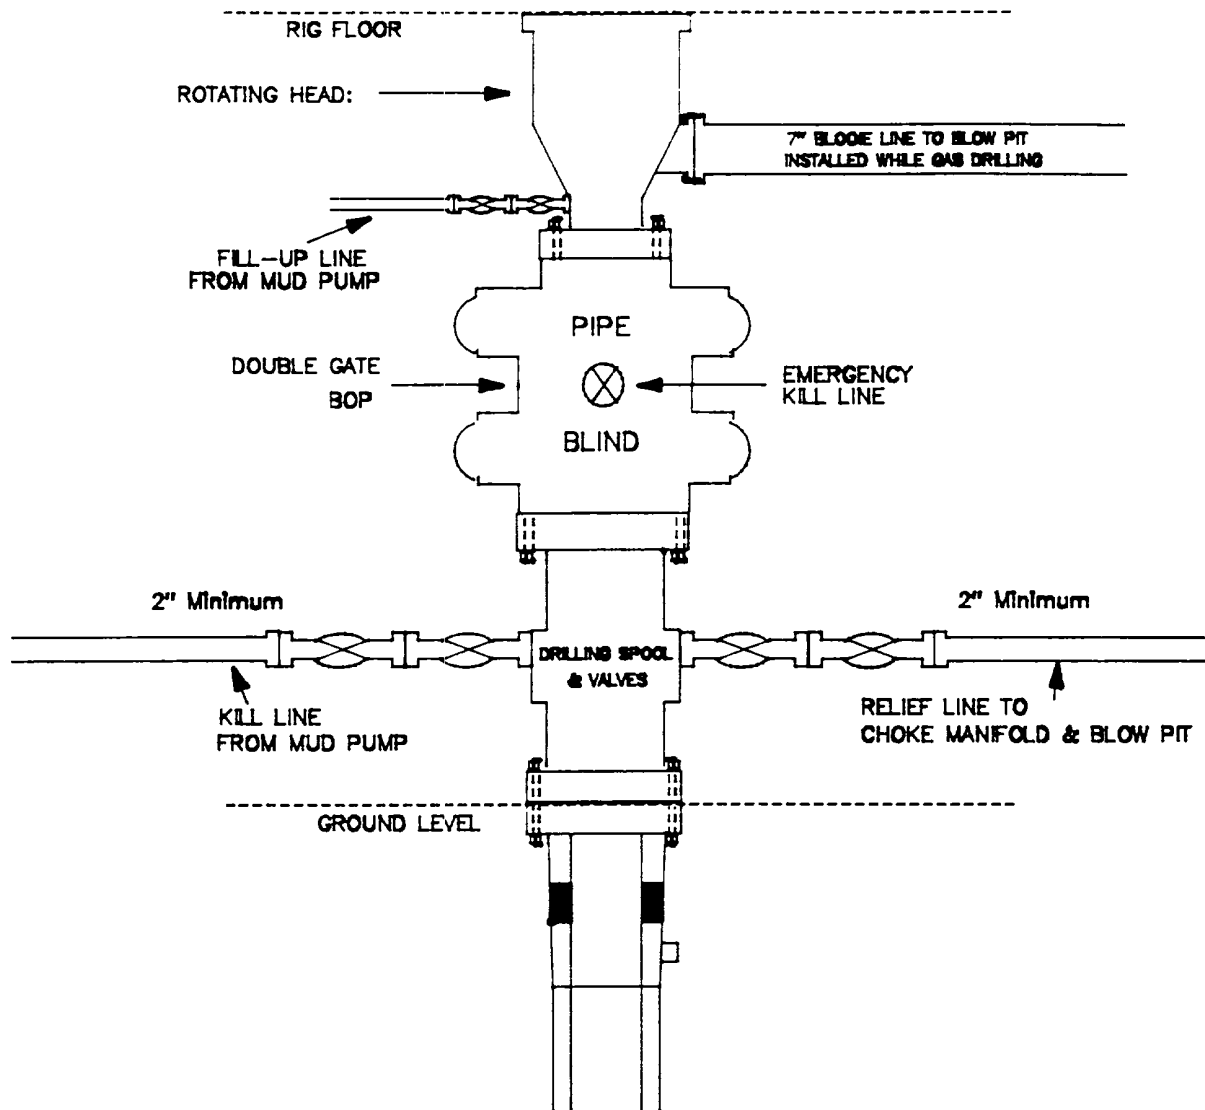 RIG FLOOR
ROTATING HEAD:
7" BLOOIE LINE TO BLOW PIT
INSTALLED WHILE GAS DRILLING
FILL-UP LINE
FROM MUD PUMP
PIPE
DOUBLE GATE
BOP
EMERGENCY
KILL LINE
BLIND
2" Minimum
2" Minimum
DRILLING SPOOL
& VALVES
KILL LINE
FROM MUD PUMP
RELIEF LINE TO
CHOKE MANIFOLD & BLOW PIT
GROUND LEVEL